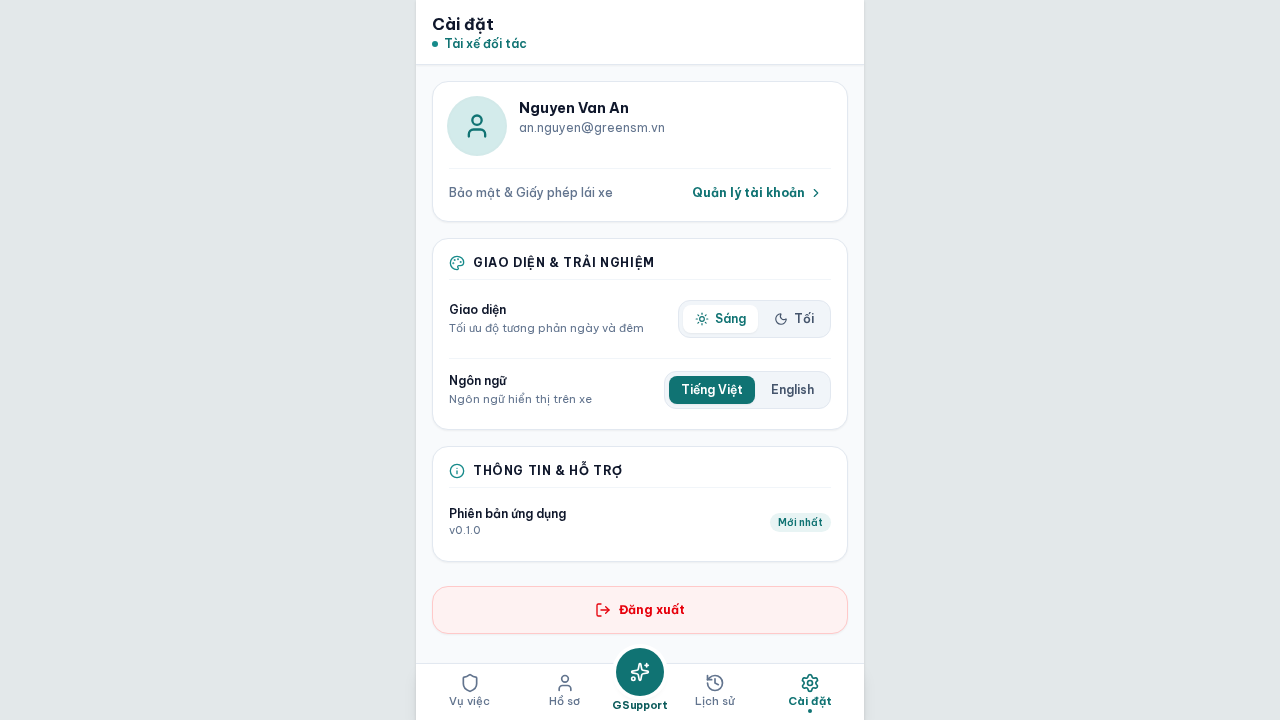 Cài đặt
Tài xế đối tác
Nguyen Van An
an.nguyen@greensm.vn
Bảo mật & Giấy phép lái xe
Quản lý tài khoản
GIAO DIỆN & TRẢI NGHIỆM
Giao diện
Tối ưu độ tương phản ngày và đêm
Sáng
Tối
Ngôn ngữ
Ngôn ngữ hiển thị trên xe
Tiếng Việt
English
THÔNG TIN & HỖ TRỢ
Phiên bản ứng dụng
v0.1.0
Mới nhất
Đăng xuất
Vụ việc
Hồ sơ
GSupport
Lịch sử
Cài đặt